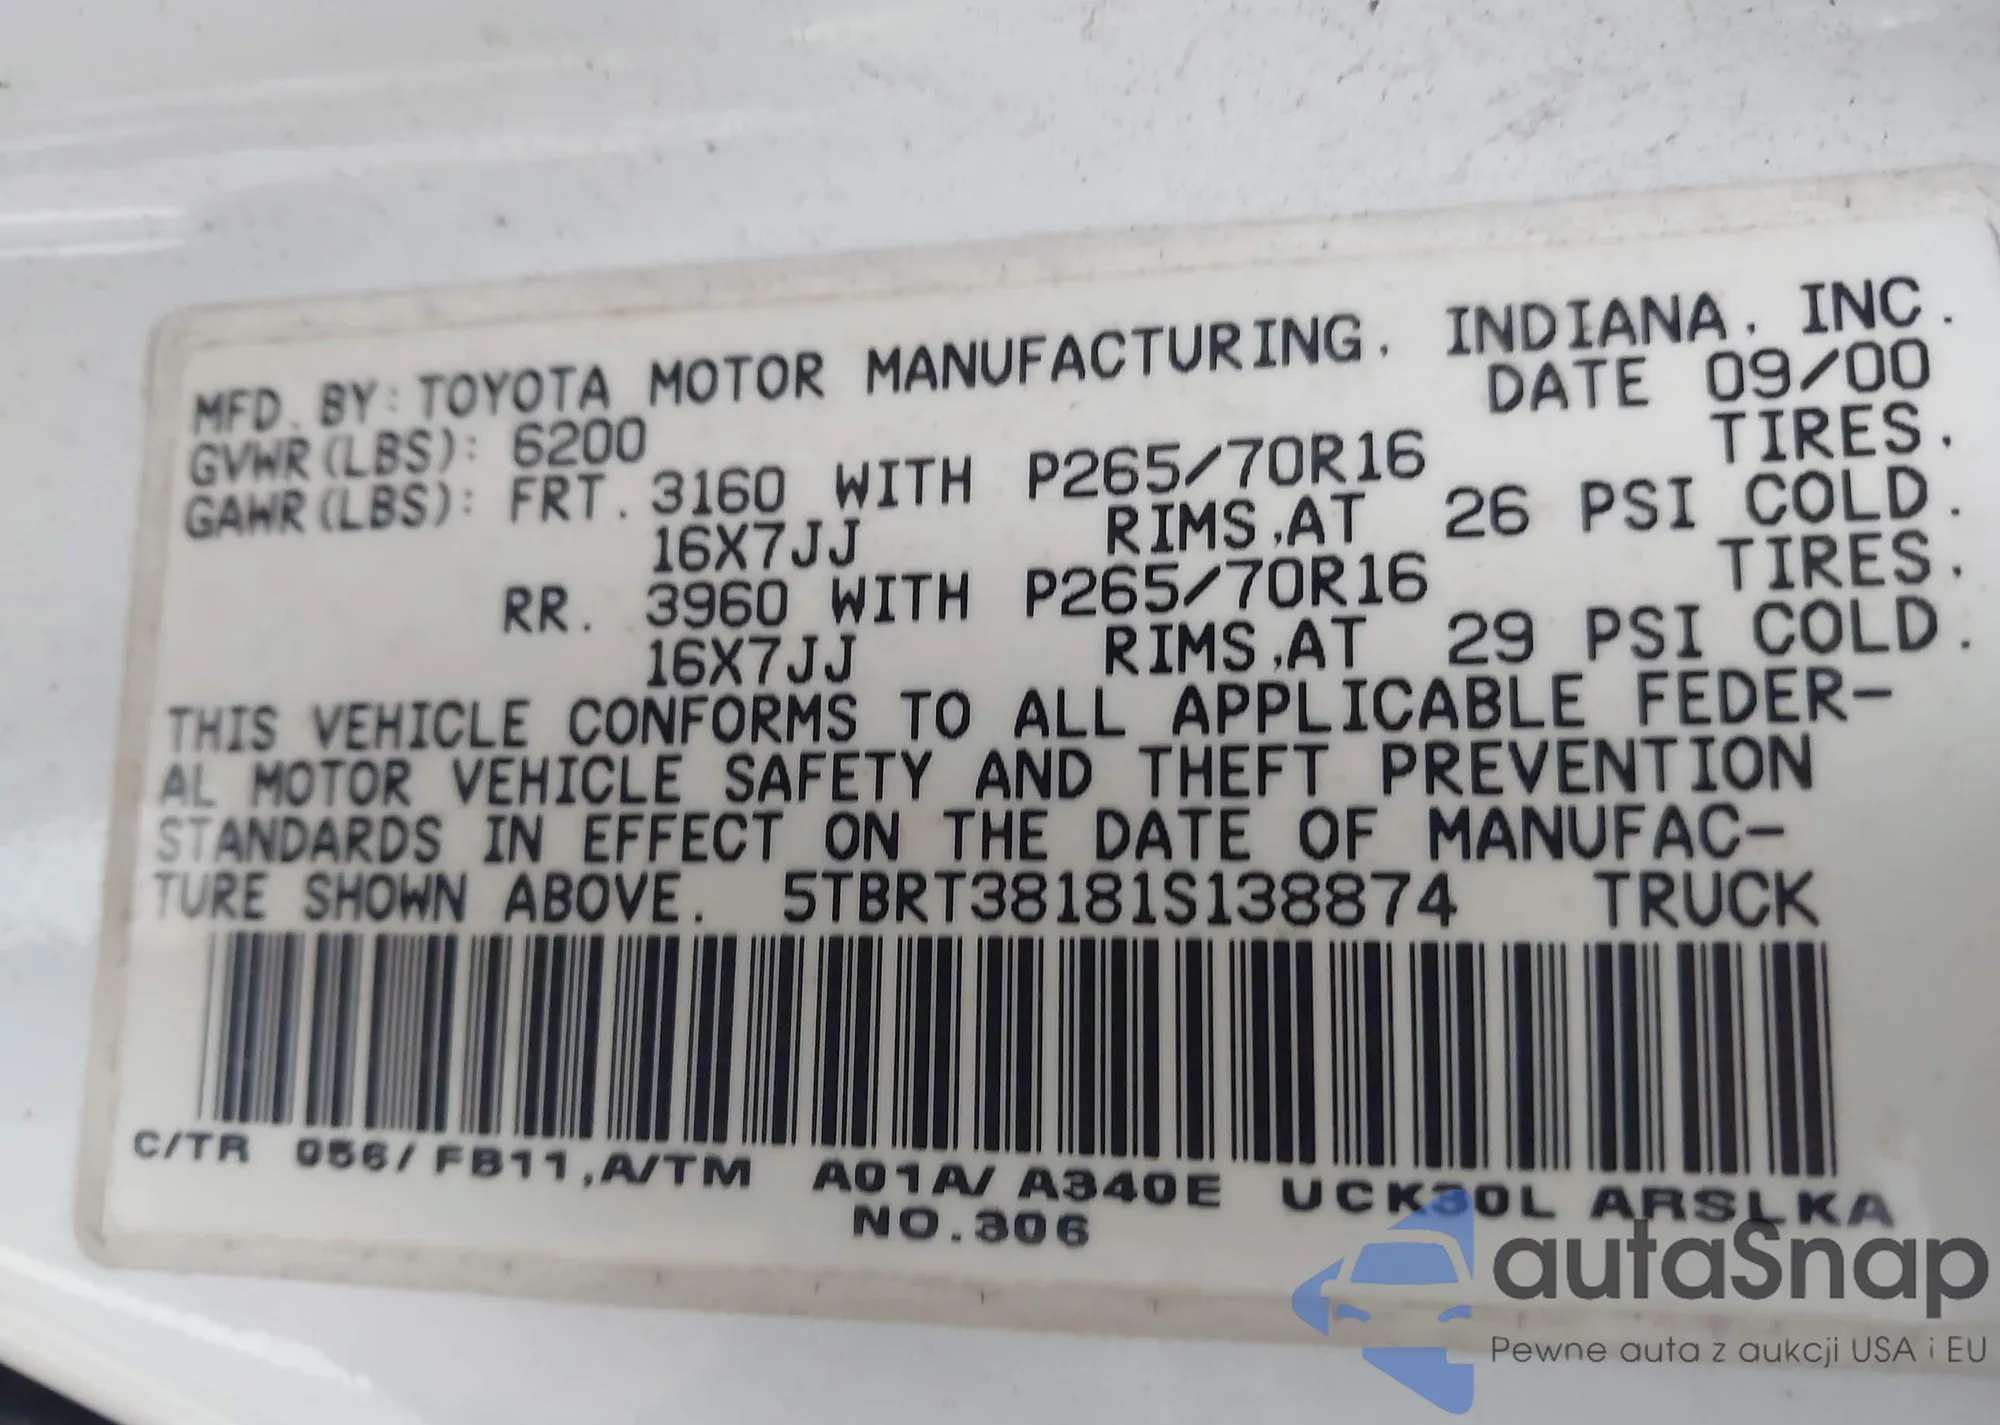 MFD. BY: TOYOTA MOTOR MANUFACTURING, INDIANA, INC.
DATE 09/00
GVWR(LBS): 6200
GAWR(LBS): FRT. 3160 WITH P265/70R16 TIRES.
16X7JJ RIMS,AT 26 PSI COLD.
RR. 3960 WITH P265/70R16 TIRES.
16X7JJ RIMS,AT 29 PSI COLD.
THIS VEHICLE CONFORMS TO ALL APPLICABLE FEDER-
AL MOTOR VEHICLE SAFETY AND THEFT PREVENTION
STANDARDS IN EFFECT ON THE DATE OF MANUFAC-
TURE SHOWN ABOVE. 5TBRT38181S138874 TRUCK
C/TR 056/FB11,A/TM A01A/A340E UCK30L ARSLKA
NO.306
autaSnap
Pewne auta z aukcji USA i EU